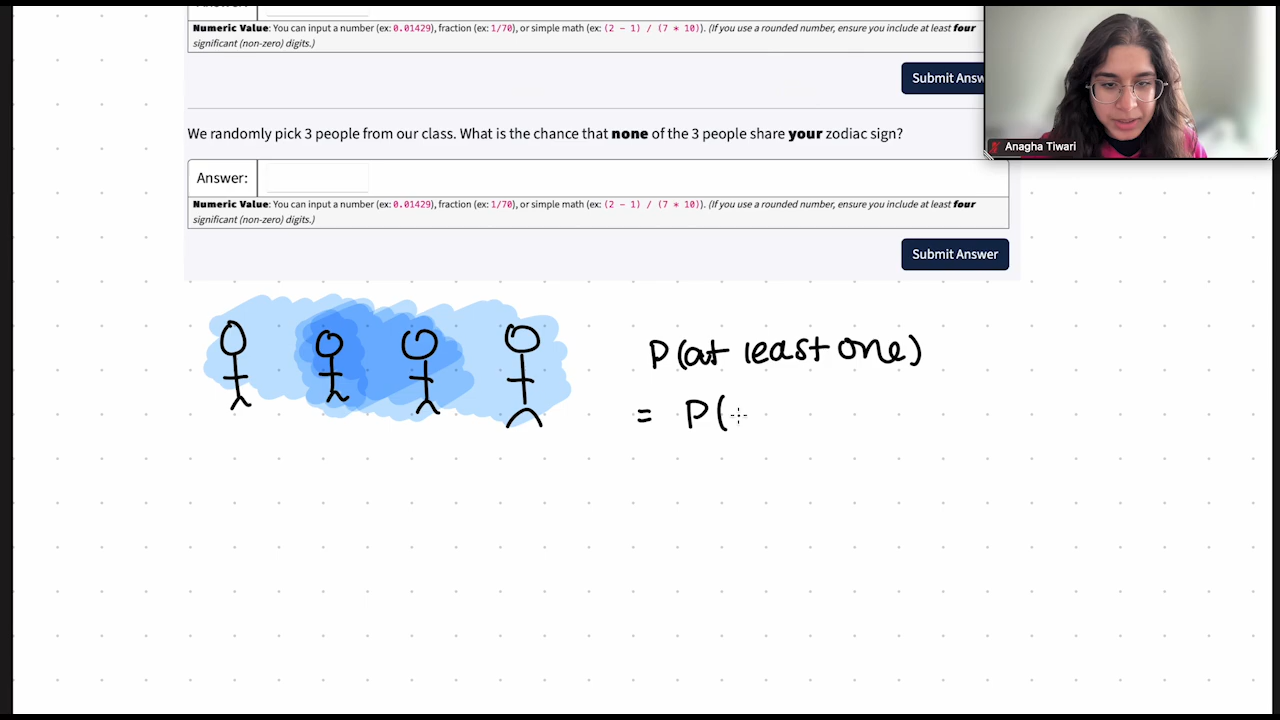 Answer:
Numeric Value: You can input a number (ex: 0.01429), fraction (ex: 1/70), or simple math (ex: (2 − 1) / (7 * 10)). (If you use a rounded number, ensure you include at least four
significant (non-zero) digits.)
Submit Answ
Anagha Tiwari
We randomly pick 3 people from our class. What is the chance that none of the 3 people share your zodiac sign?
Answer:
Numeric Value: You can input a number (ex: 0.01429), fraction (ex: 1/70), or simple math (ex: (2 − 1) / (7 * 10)). (If you use a rounded number, ensure you include at least four
significant (non-zero) digits.)
Submit Answer
P(at least one)
= P(